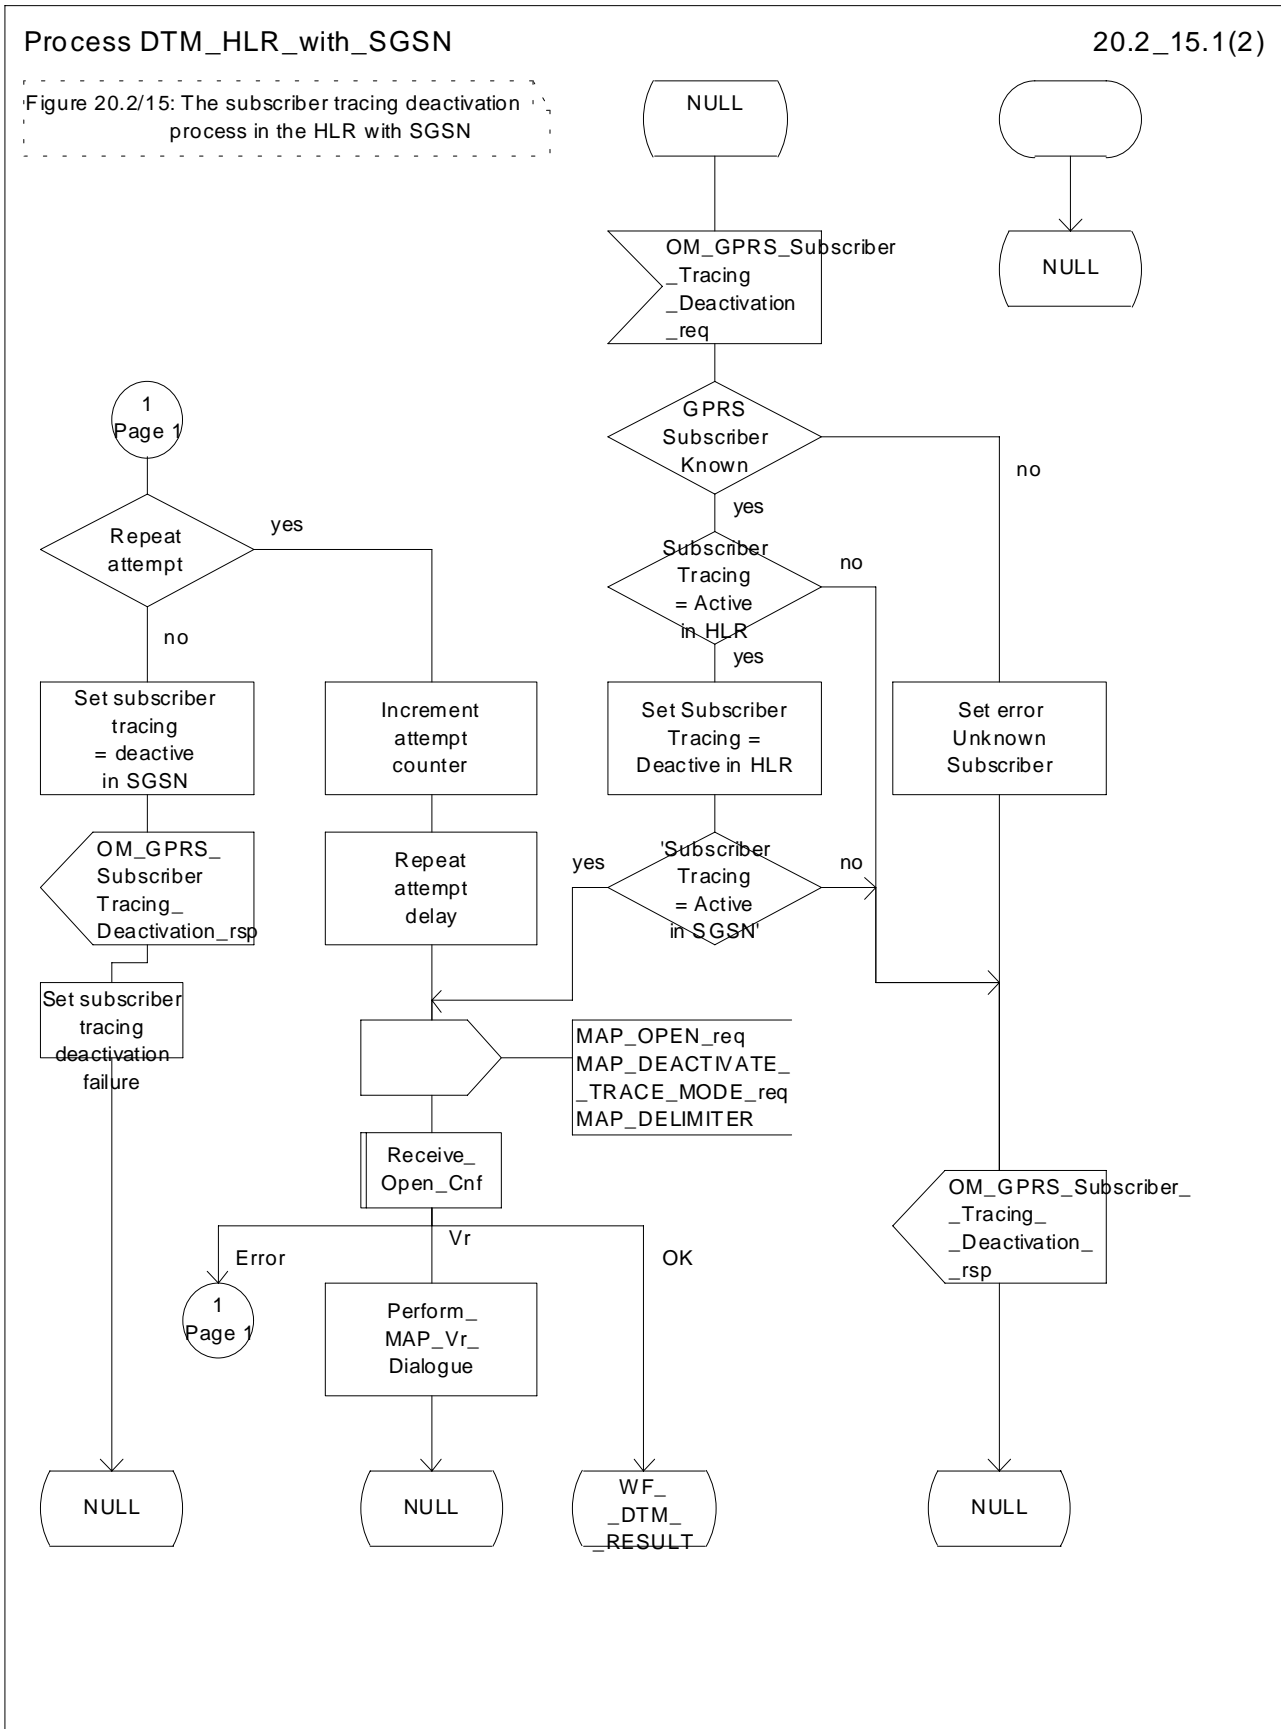 Process DTM_HLR_with_SGSN
20.2_15.1(2)
Figure 20.2/15: The subscriber tracing deactivation
process in the HLR with SGSN
NULL
NULL
OM_GPRS_Subscriber
_Tracing
_Deactivation
_req
1
Page 1
GPRS
Subscriber
Known
no
yes
Repeat
attempt
yes
no
Subscriber
Tracing
= Active
in HLR
no
yes
Set subscriber
tracing
= deactive
in SGSN
Increment
attempt
counter
Set Subscriber
Tracing =
Deactive in HLR
Set error
Unknown
Subscriber
OM_GPRS_
Subscriber
Tracing_
Deactivation_rsp
Repeat
attempt
delay
yes
'Subscriber
Tracing
= Active
in SGSN'
no
Set subscriber
tracing
deactivation
failure
MAP_OPEN_req
MAP_DEACTIVATE_
_TRACE_MODE_req
MAP_DELIMITER
Receive_
Open_Cnf
Error
Vr
OK
OM_GPRS_Subscriber_
_Tracing_
_Deactivation_
_rsp
1
Page 1
Perform_
MAP_Vr_
Dialogue
NULL
NULL
WF_
_DTM_
_RESULT
NULL